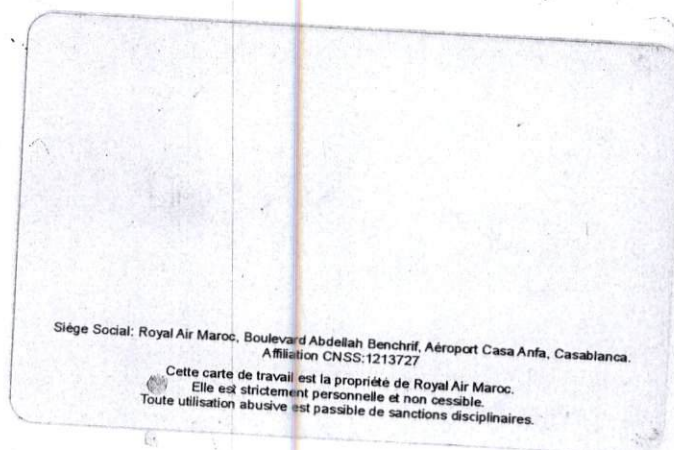 Siège Social: Royal Air Maroc, Boulevard Abdellah Benchrif, Aéroport Casa Anfa, Casablanca.
Affiliation CNSS:1213727
Cette carte de travail est la propriété de Royal Air Maroc.
Elle est strictement personnelle et non cessible.
Toute utilisation abusive est passible de sanctions disciplinaires.